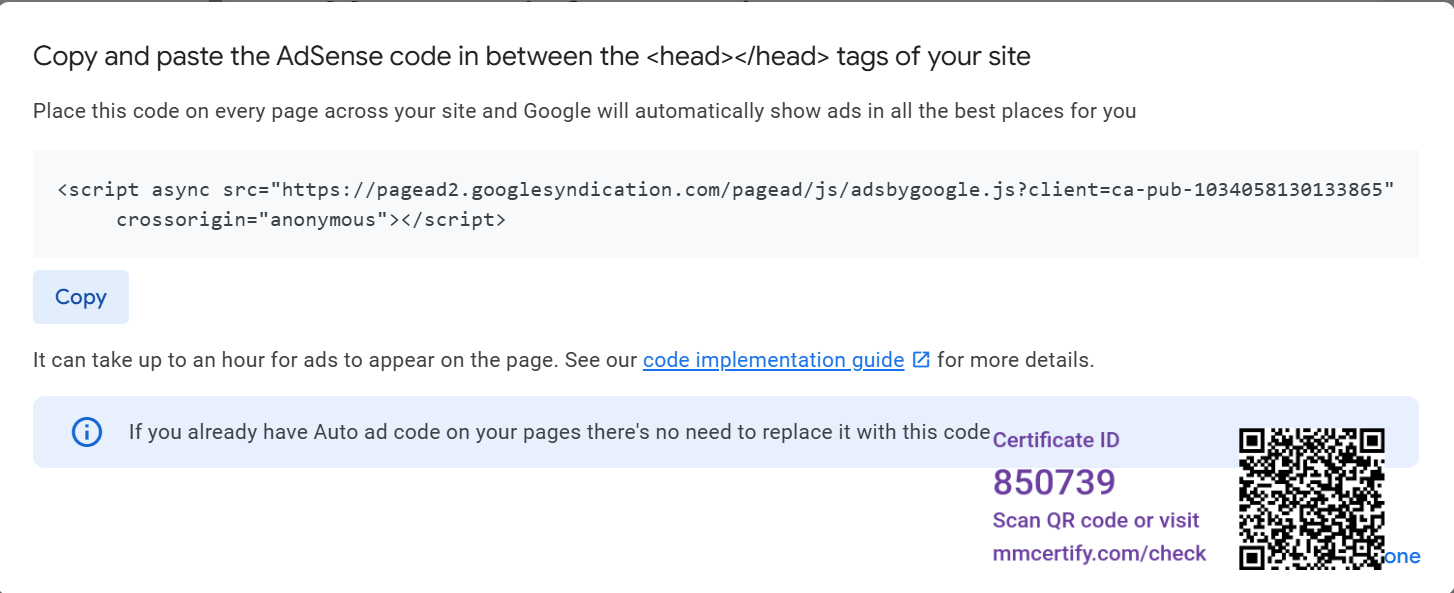 Copy and paste the AdSense code in between the <head></head> tags of your site
Place this code on every page across your site and Google will automatically show ads in all the best places for you
<script async src="https://pagead2.googlesyndication.com/pagead/js/adsbygoogle.js?client=ca-pub-1034058130133865"
crossorigin="anonymous"></script>
Copy
It can take up to an hour for ads to appear on the page. See our code implementation guide for more details.
If you already have Auto ad code on your pages there's no need to replace it with this code
Certificate ID
850739
Scan QR code or visit
mmcertify.com/check
one